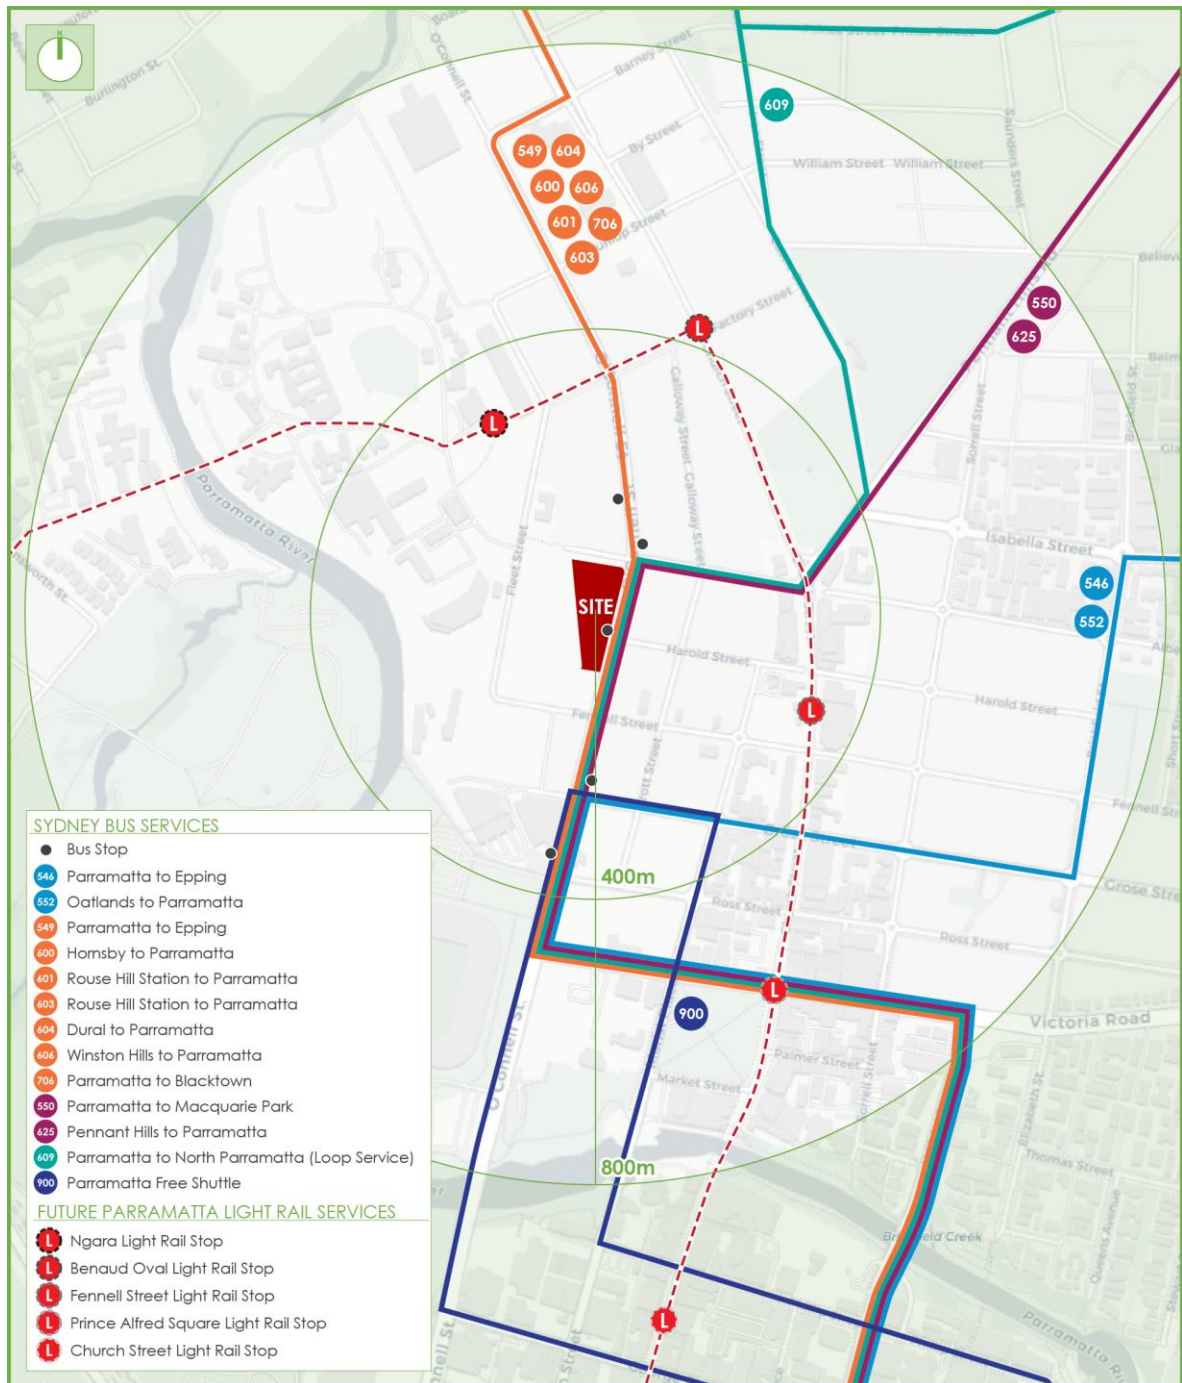 N
Burlington St.
O'Connell St.
Barney Street
609
Saunders Street
549
604
By Street
William Street
William Street
600
606
601
706
603
550
625
L
Factory Street
Church Street
Galloway Street
Galloway Street
Sorrell Street
Brickfield St.
L
Parramatta River
Fleet Street
Isabella Street
546
552
SITE
Harold Street
Harold Street
L
Fennell Street
400m
Ross Street
Ross Street
Grose Street
L
900
Victoria Road
O'Connell St.
Palmer Street
Market Street
Sorrell Street
Elizabeth St.
Thomas Street
800m
Queens Avenue
L
Parramatta River
SYDNEY BUS SERVICES
Bus Stop
546 Parramatta to Epping
552 Oatlands to Parramatta
549 Parramatta to Epping
600 Hornsby to Parramatta
601 Rouse Hill Station to Parramatta
603 Rouse Hill Station to Parramatta
604 Dural to Parramatta
606 Winston Hills to Parramatta
706 Parramatta to Blacktown
550 Parramatta to Macquarie Park
625 Pennant Hills to Parramatta
609 Parramatta to North Parramatta (Loop Service)
900 Parramatta Free Shuttle
FUTURE PARRAMATTA LIGHT RAIL SERVICES
L Ngara Light Rail Stop
L Benaud Oval Light Rail Stop
L Fennell Street Light Rail Stop
L Prince Alfred Square Light Rail Stop
L Church Street Light Rail Stop